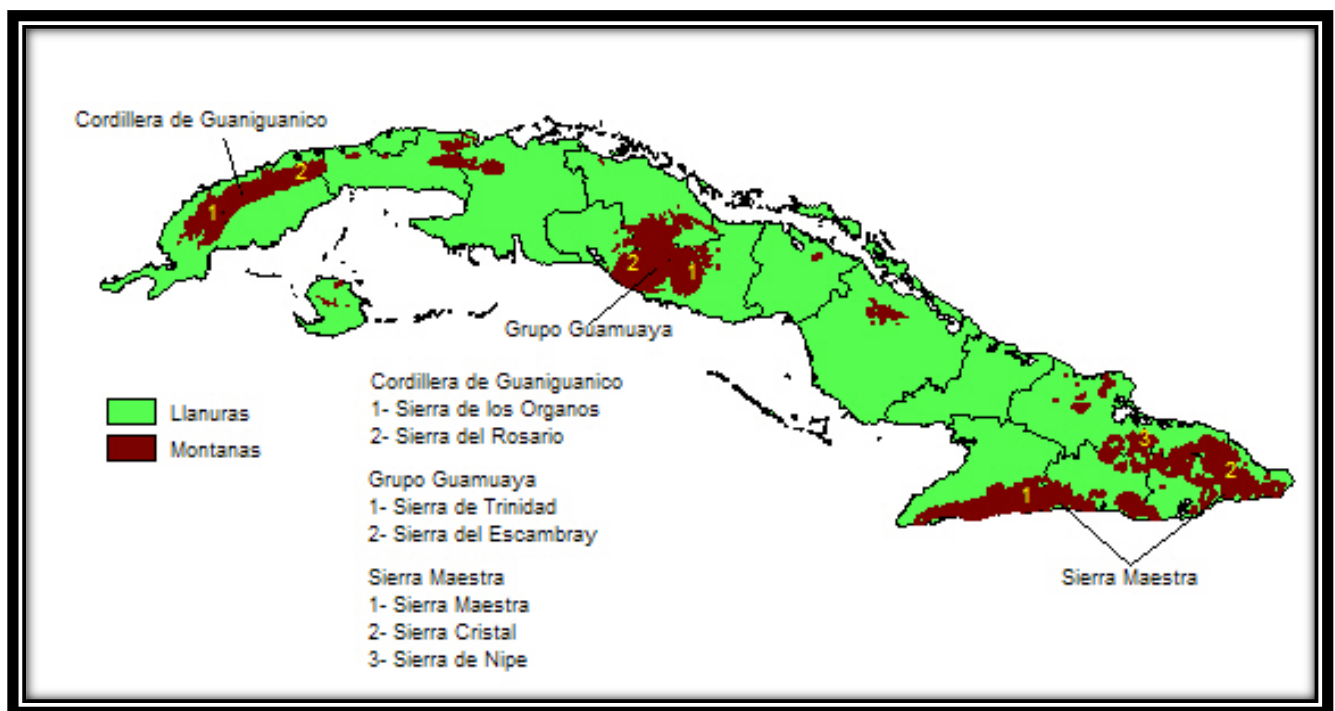 Cordillera de Guaniguanico
2
1
2
1
Grupo Guamuaya
Cordillera de Guaniguanico
1- Sierra de los Organos
2- Sierra del Rosario
Llanuras
Montanas
Grupo Guamuaya
1- Sierra de Trinidad
2- Sierra del Escambray
3
2
1
Sierra Maestra
1- Sierra Maestra
2- Sierra Cristal
3- Sierra de Nipe
Sierra Maestra